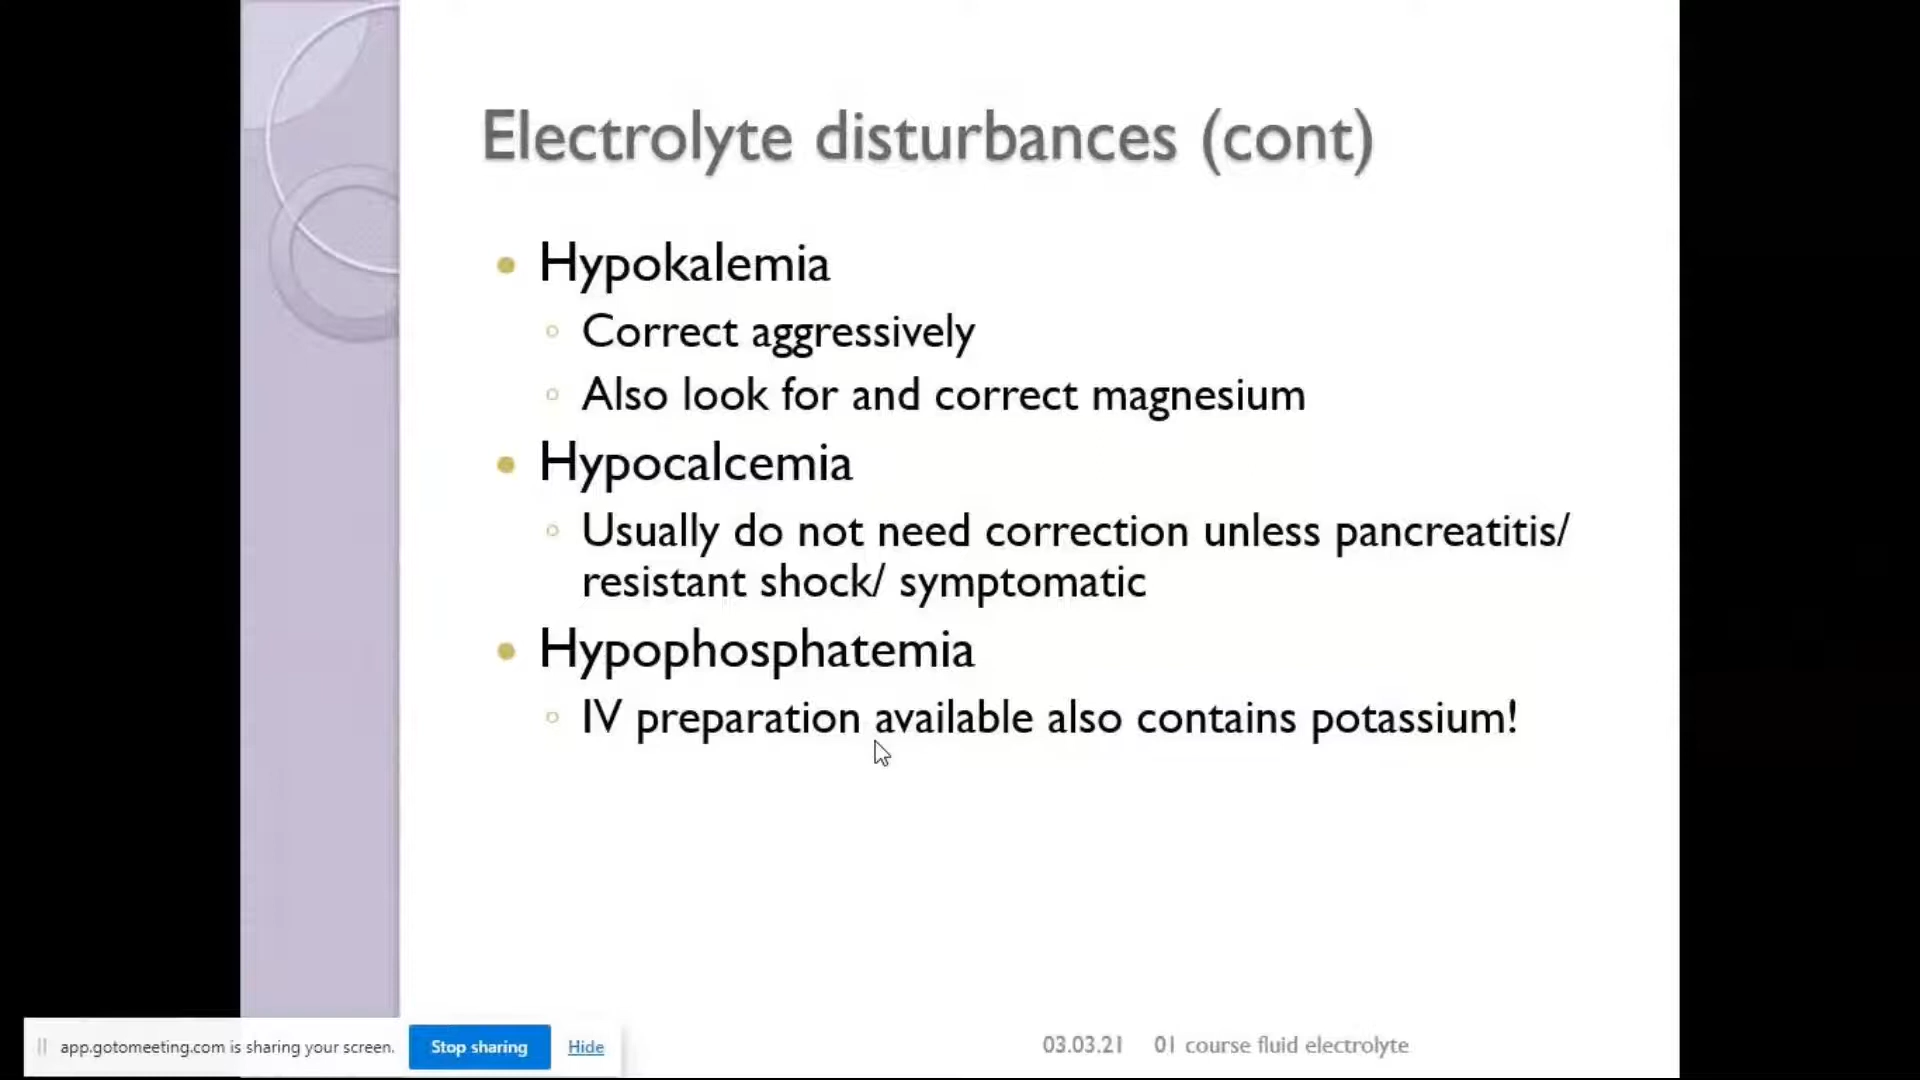 Electrolyte disturbances (cont)
Hypokalemia
Correct aggressively
Also look for and correct magnesium
Hypocalcemia
Usually do not need correction unless pancreatitis/
resistant shock/ symptomatic
Hypophosphatemia
IV preparation available also contains potassium!
app.gotomeeting.com is sharing your screen.
Stop sharing
Hide
03.03.21
01 course fluid electrolyte